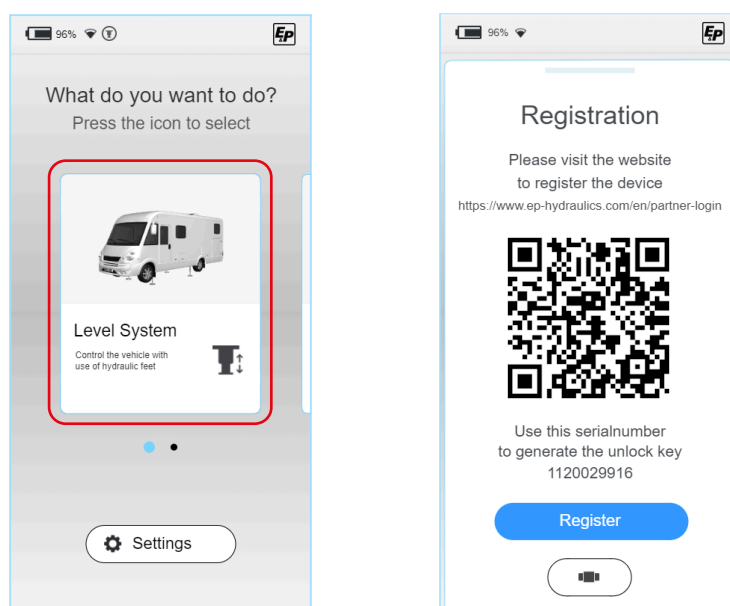 96%
E&P
What do you want to do?
Press the icon to select
Level System
Control the vehicle with
use of hydraulic feet
Settings
96%
E&P
Registration
Please visit the website
to register the device
https://www.ep-hydraulics.com/en/partner-login
Use this serialnumber
to generate the unlock key
1120029916
Register